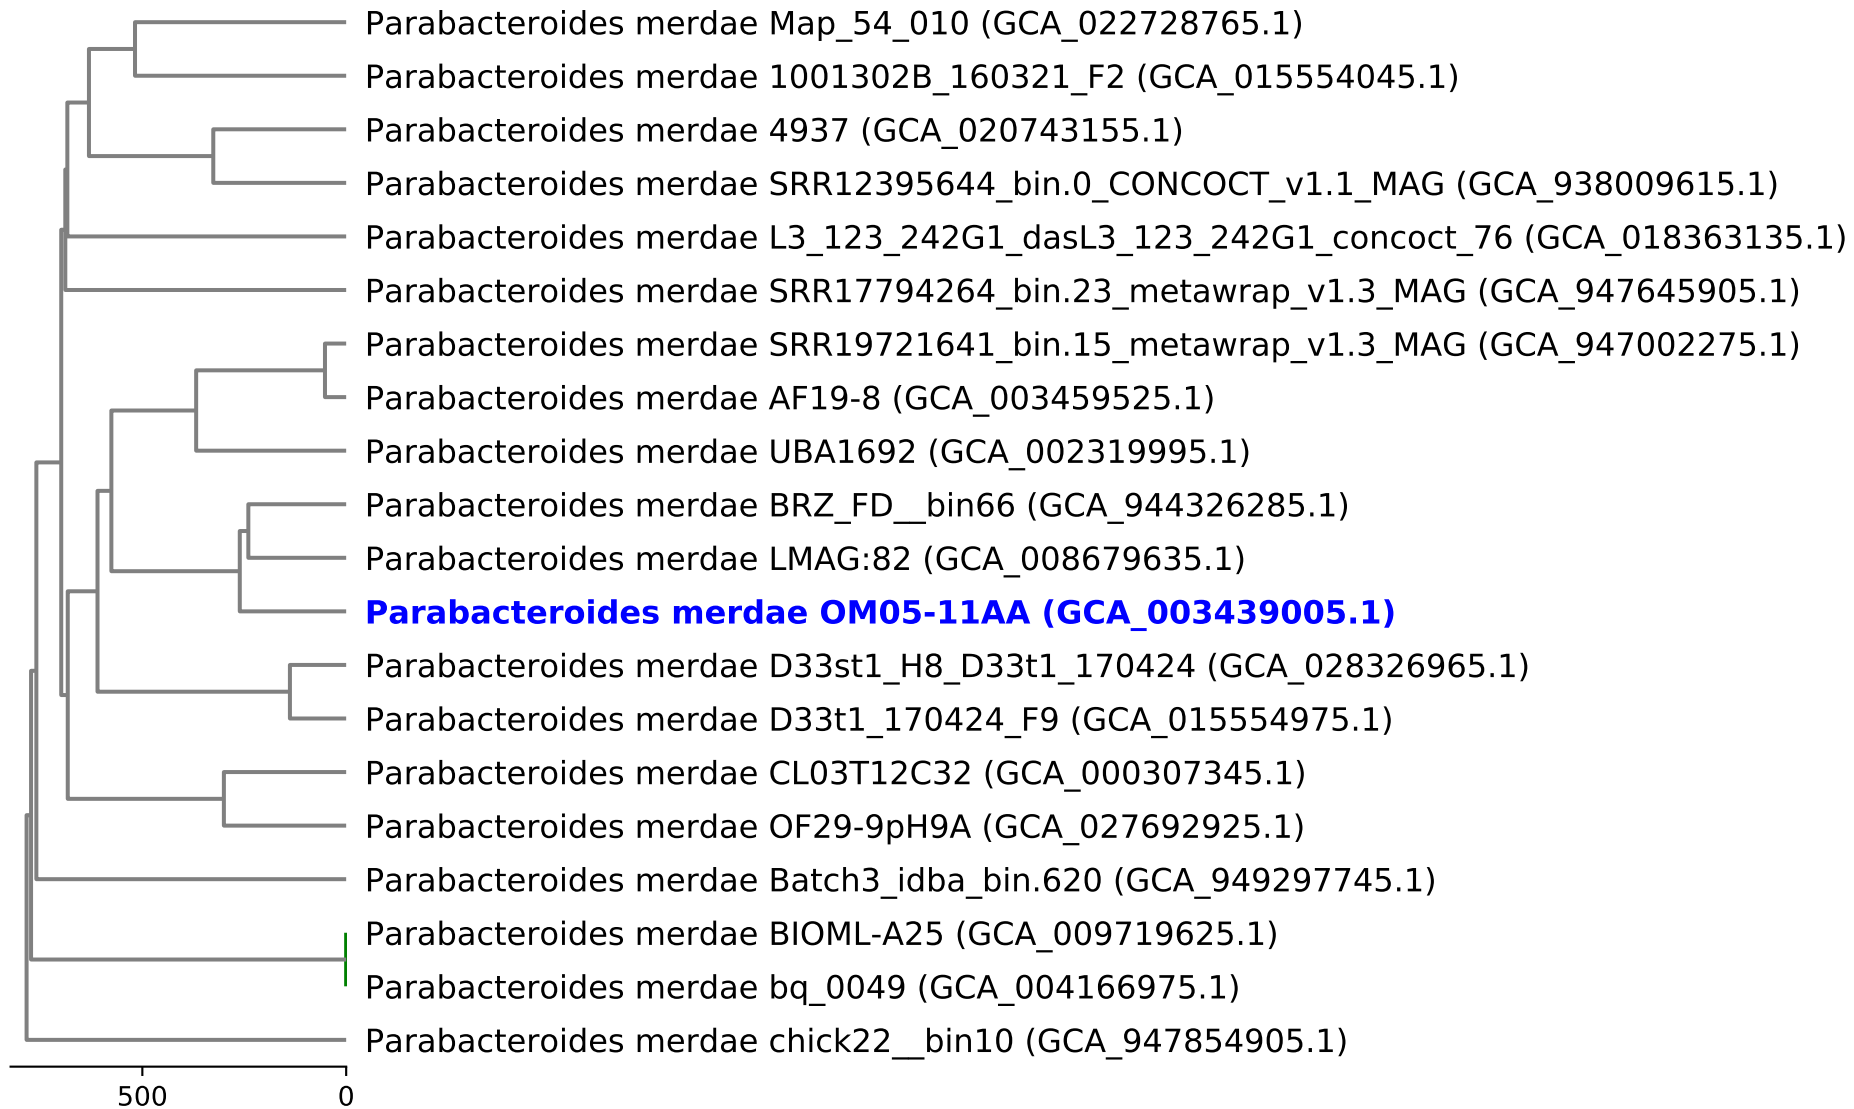 Parabacteroides merdae Map_54_010 (GCA_022728765.1)
Parabacteroides merdae 1001302B_160321_F2 (GCA_015554045.1)
Parabacteroides merdae 4937 (GCA_020743155.1)
Parabacteroides merdae SRR12395644_bin.0_CONCOCT_v1.1_MAG (GCA_938009615.1)
Parabacteroides merdae L3_123_242G1_dasL3_123_242G1_concoct_76 (GCA_018363135.1)
Parabacteroides merdae SRR17794264_bin.23_metawrap_v1.3_MAG (GCA_947645905.1)
Parabacteroides merdae SRR19721641_bin.15_metawrap_v1.3_MAG (GCA_947002275.1)
Parabacteroides merdae AF19-8 (GCA_003459525.1)
Parabacteroides merdae UBA1692 (GCA_002319995.1)
Parabacteroides merdae BRZ_FD__bin66 (GCA_944326285.1)
Parabacteroides merdae LMAG:82 (GCA_008679635.1)
Parabacteroides merdae OM05-11AA (GCA_003439005.1)
Parabacteroides merdae D33st1_H8_D33t1_170424 (GCA_028326965.1)
Parabacteroides merdae D33t1_170424_F9 (GCA_015554975.1)
Parabacteroides merdae CL03T12C32 (GCA_000307345.1)
Parabacteroides merdae OF29-9pH9A (GCA_027692925.1)
Parabacteroides merdae Batch3_idba_bin.620 (GCA_949297745.1)
Parabacteroides merdae BIOML-A25 (GCA_009719625.1)
Parabacteroides merdae bq_0049 (GCA_004166975.1)
Parabacteroides merdae chick22__bin10 (GCA_947854905.1)
500 0